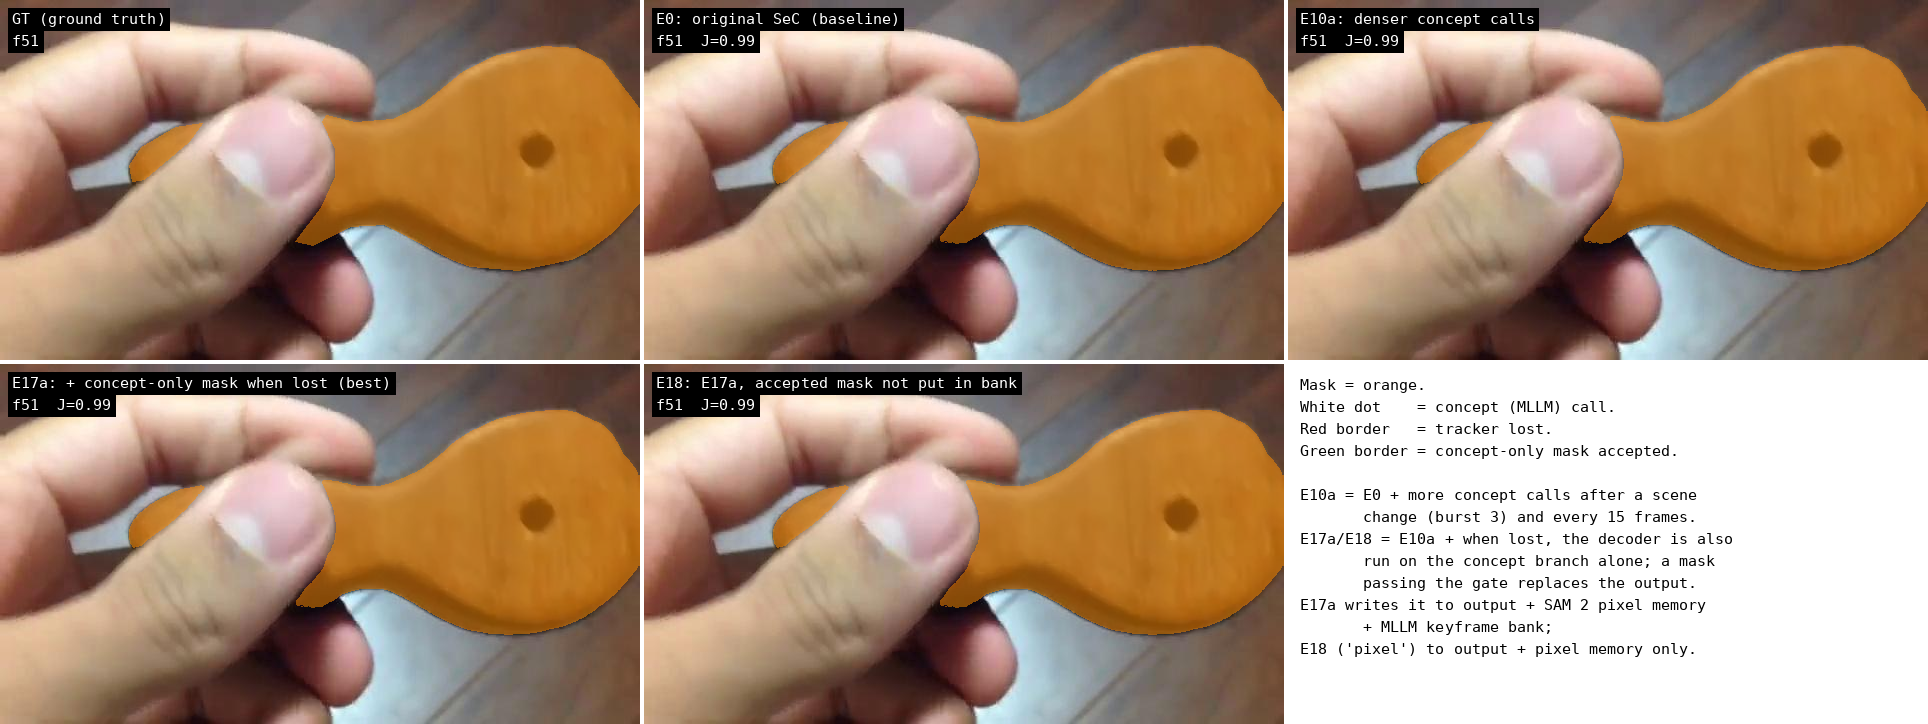 GT (ground truth)
f51
E0: original SeC (baseline)
f51  J=0.99
E10a: denser concept calls
f51  J=0.99
E17a: + concept-only mask when lost (best)
f51  J=0.99
E18: E17a, accepted mask not put in bank
f51  J=0.99
Mask = orange.
White dot    = concept (MLLM) call.
Red border   = tracker lost.
Green border = concept-only mask accepted.
E10a = E0 + more concept calls after a scene
change (burst 3) and every 15 frames.
E17a/E18 = E10a + when lost, the decoder is also
run on the concept branch alone; a mask
passing the gate replaces the output.
E17a writes it to output + SAM 2 pixel memory
+ MLLM keyframe bank;
E18 ('pixel') to output + pixel memory only.